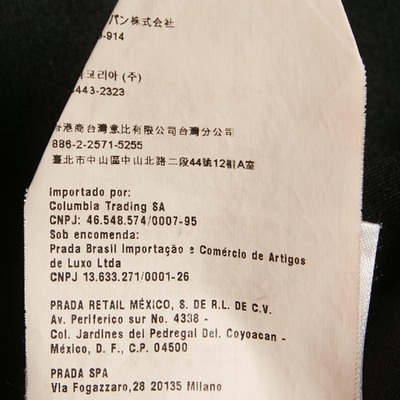 パン株式会社
-914
코리아 (주)
443-2323
香港商台灣意比有限公司台灣分公司
886-2-2571-5255
臺北市中山區中山北路二段44號12樓A室
Importado por:
Columbia Trading SA
CNPJ: 46.548.574/0007-95
Sob encomenda:
Prada Brasil Importação e Comércio de Artigos
de Luxo Ltda
CNPJ 13.633.271/0001-26
PRADA RETAIL MÉXICO, S. DE R.L. DE C.V.
Av. Periferico sur No. 4338 -
Col. Jardines del Pedregal Del. Coyoacan -
México, D. F., C.P. 04500
PRADA SPA
Via Fogazzaro,28 20135 Milano